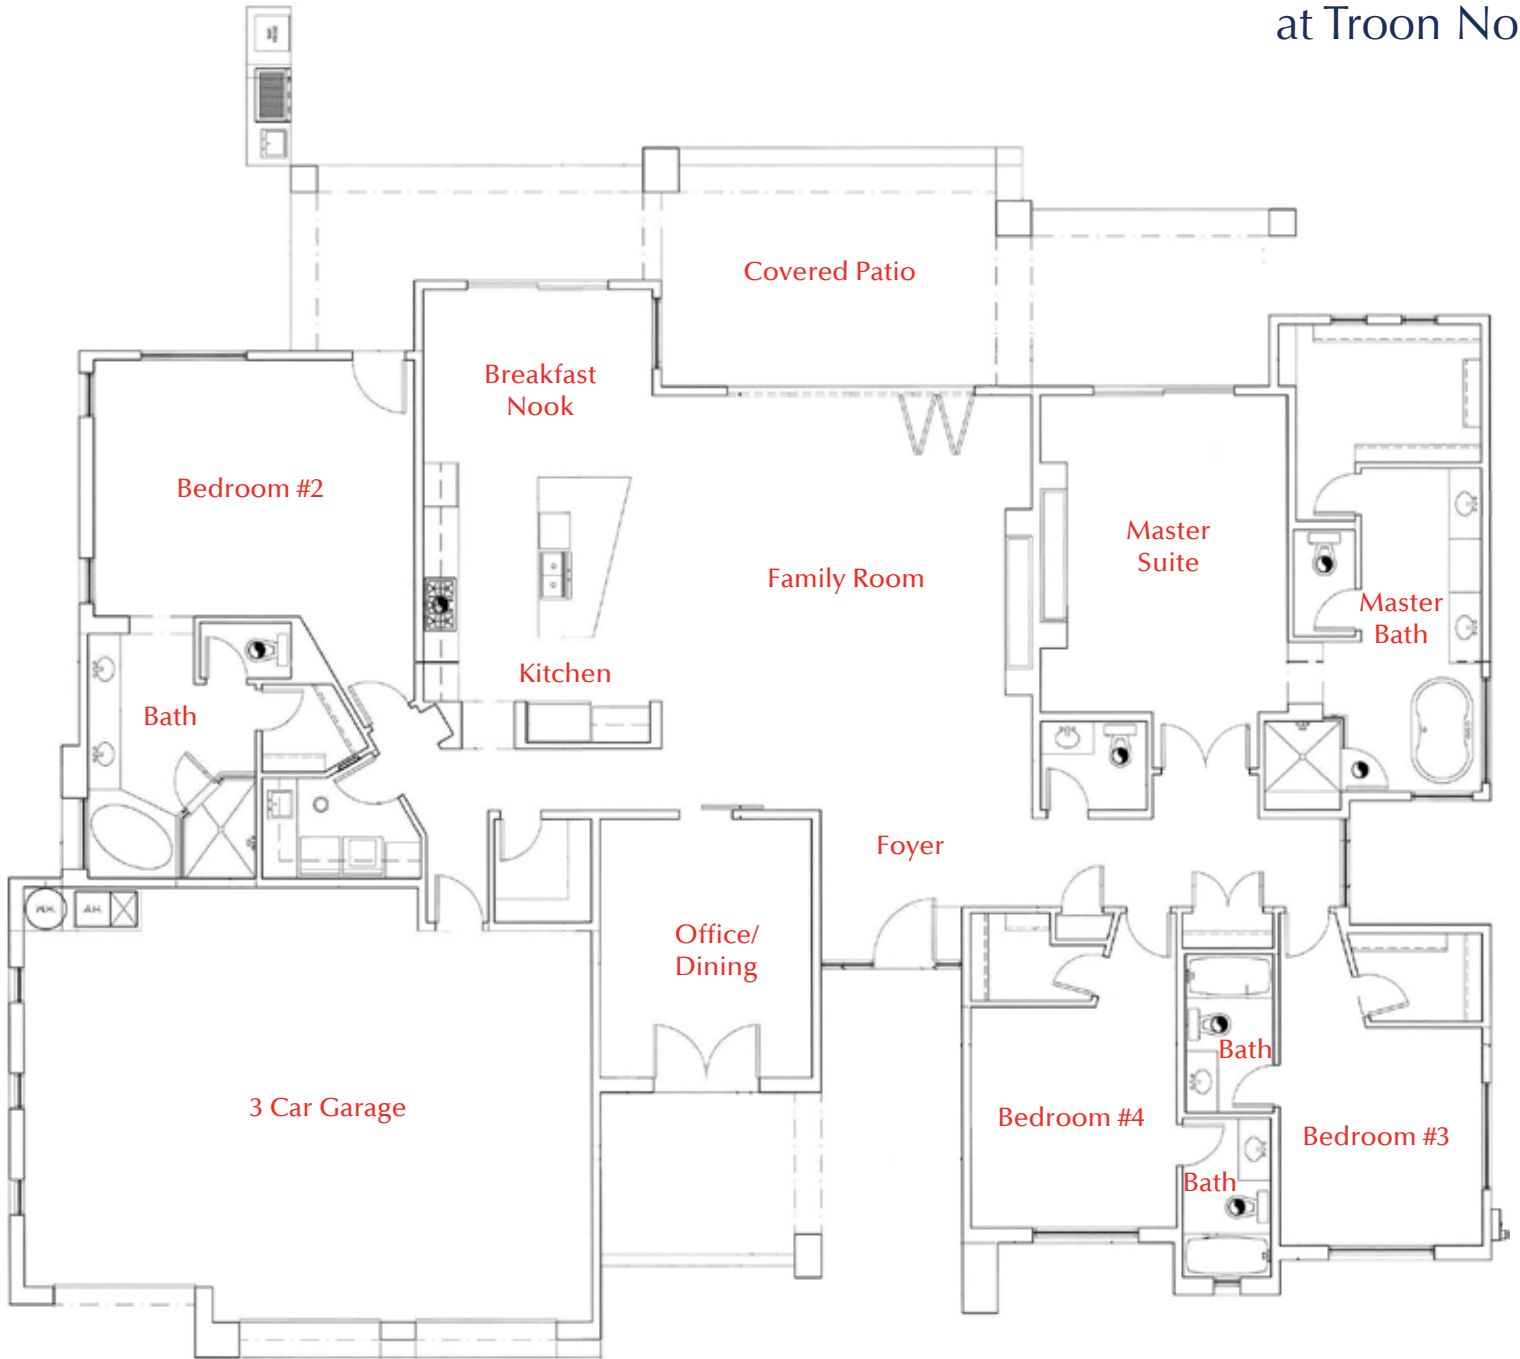 at Troon No
Covered Patio
Breakfast
Nook
Bedroom #2
Master
Suite
Family Room
Master
Bath
Kitchen
Bath
Foyer
Office/
Dining
W.H.
A.H.
Bath
3 Car Garage
Bedroom #4
Bedroom #3
Bath